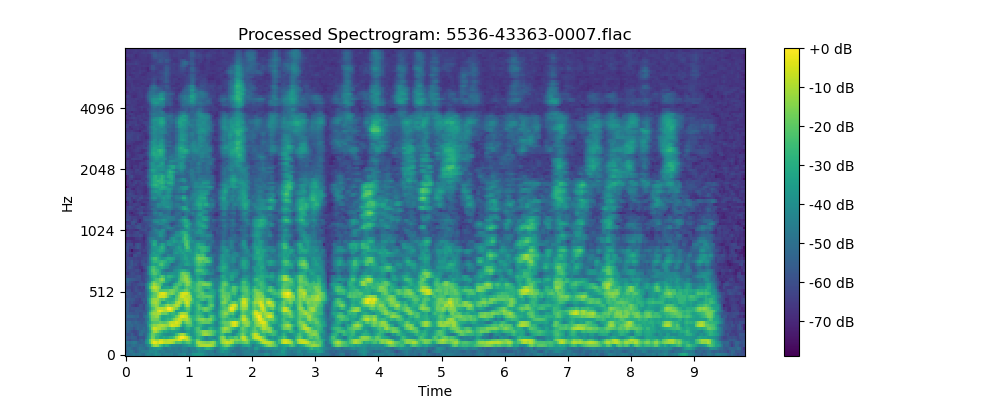 Processed Spectrogram: 5536-43363-0007.flac
+0 dB
-10 dB
-20 dB
-30 dB
-40 dB
-50 dB
-60 dB
-70 dB
Hz
4096
2048
1024
512
0
0 1 2 3 4 5 6 7 8 9
Time